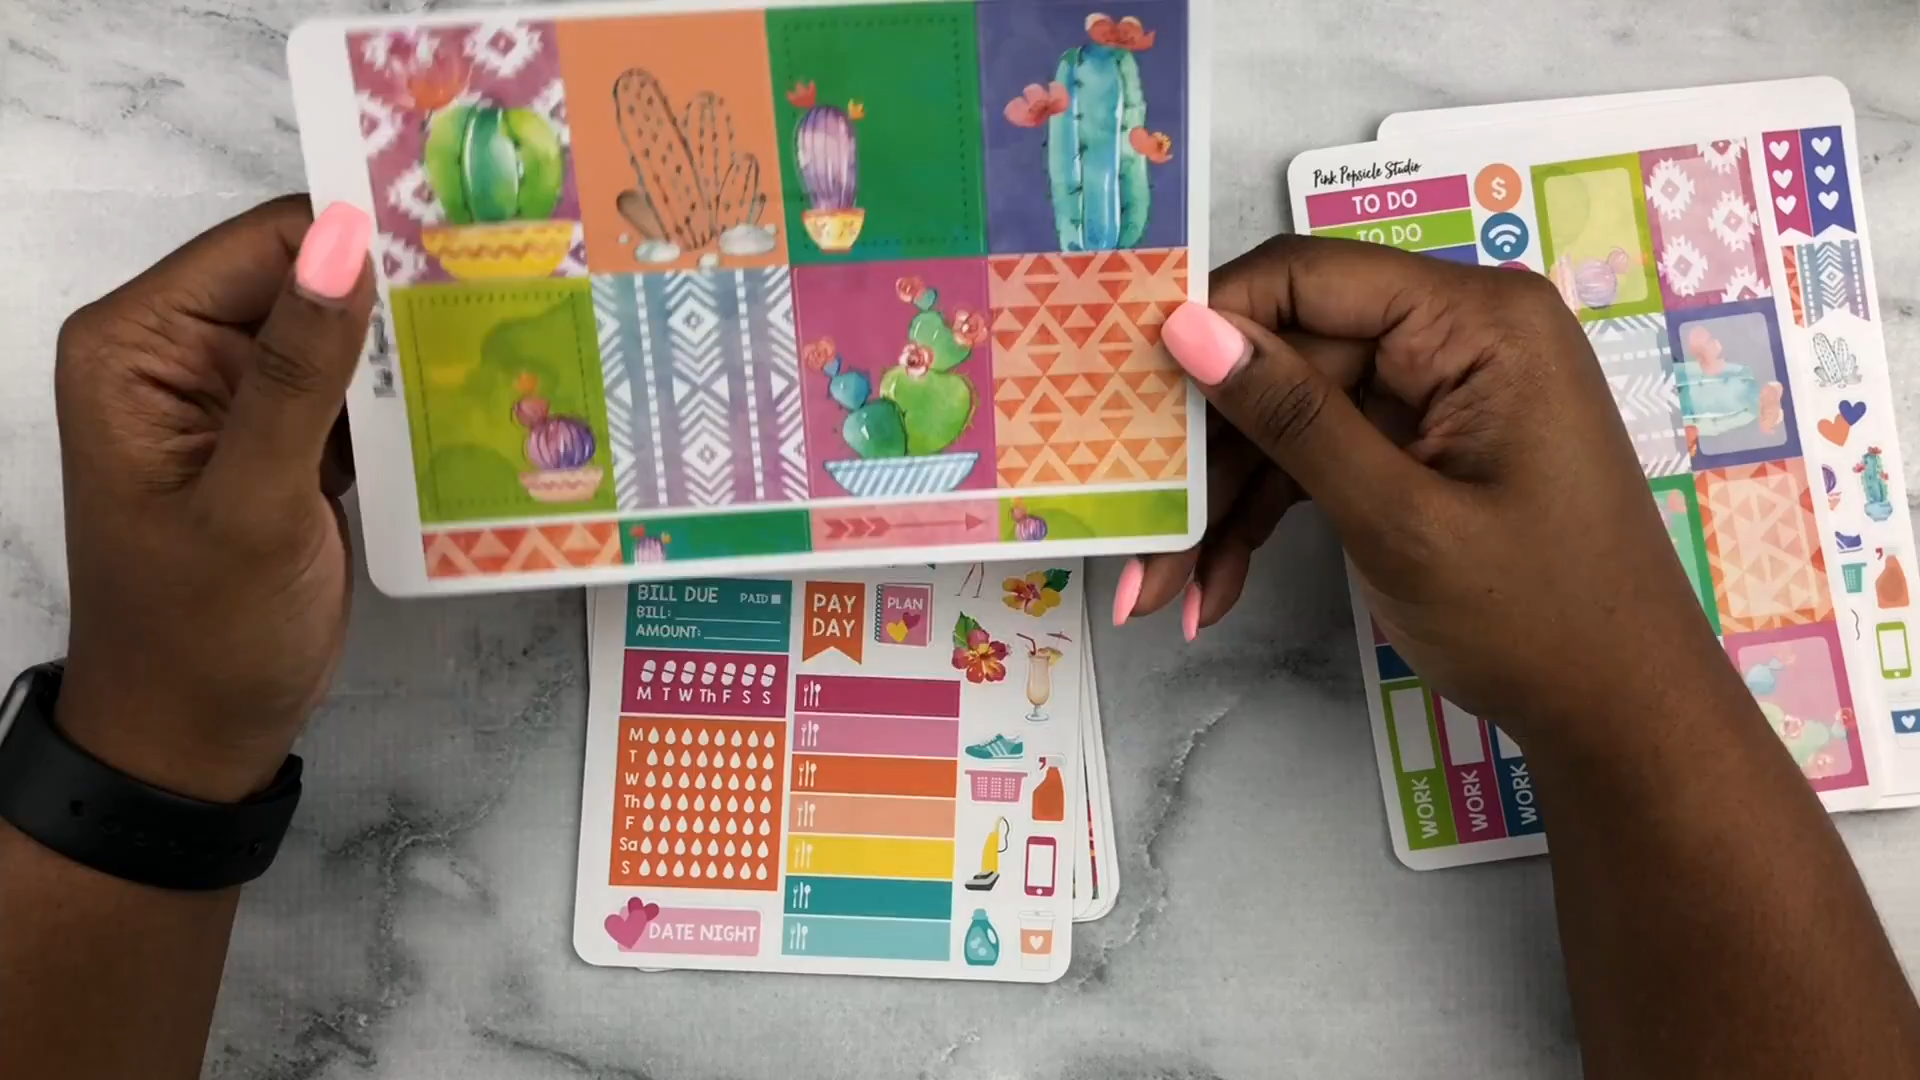 Pink Popsicle Studio
TO DO
TO DO
$
BILL DUE PAID
BILL:
AMOUNT:
PAY
DAY
PLAN
M T W Th F S S
M
T
W
Th
F
Sa
S
DATE NIGHT
WORK
WORK
WORK